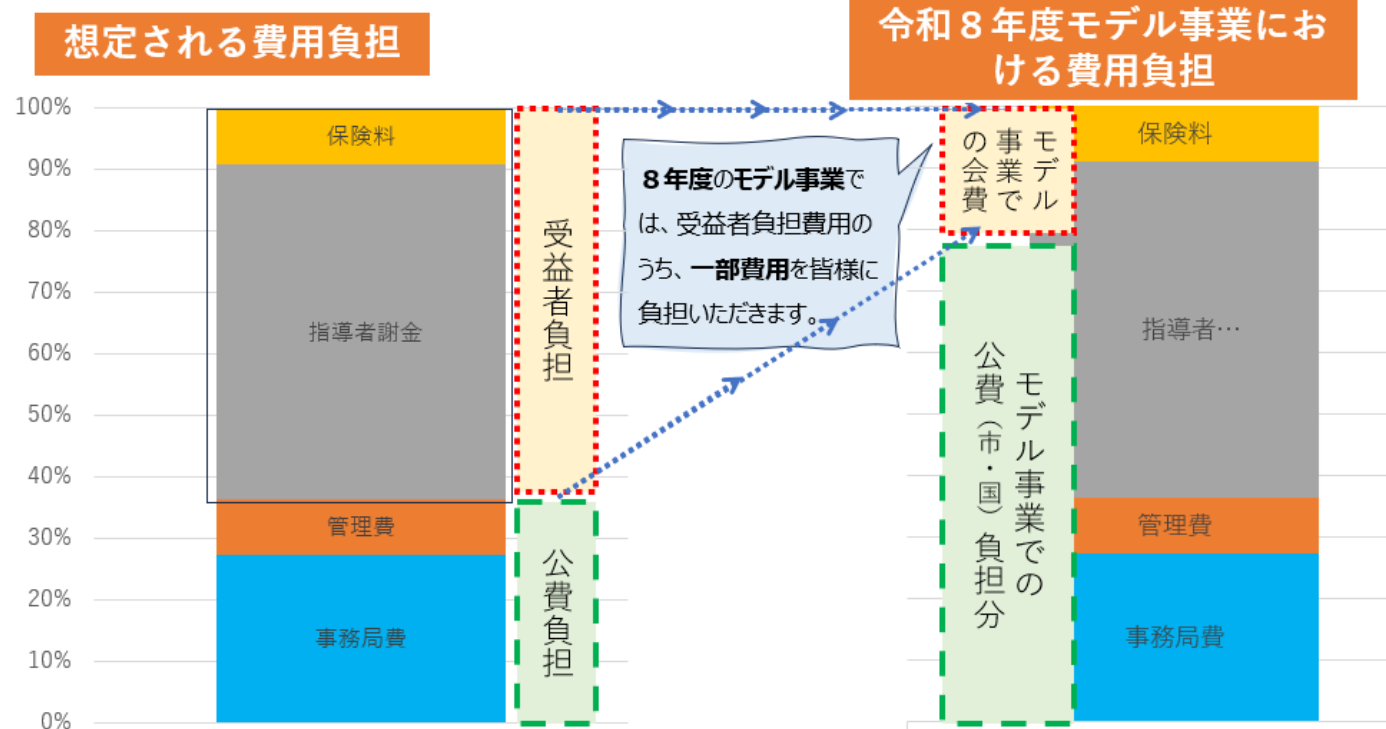 想定される費用負担
令和８年度モデル事業にお
ける費用負担
100%
90%
80%
70%
60%
50%
40%
30%
20%
10%
0%
保険料
指導者謝金
管理費
事務局費
受益者負担
公費負担
８年度のモデル事業で
は、受益者負担費用の
うち、一部費用を皆様に
負担いただきます。
モデル
事業で
の会費
モデル事業での
公費（市・国）負担分
保険料
指導者…
管理費
事務局費